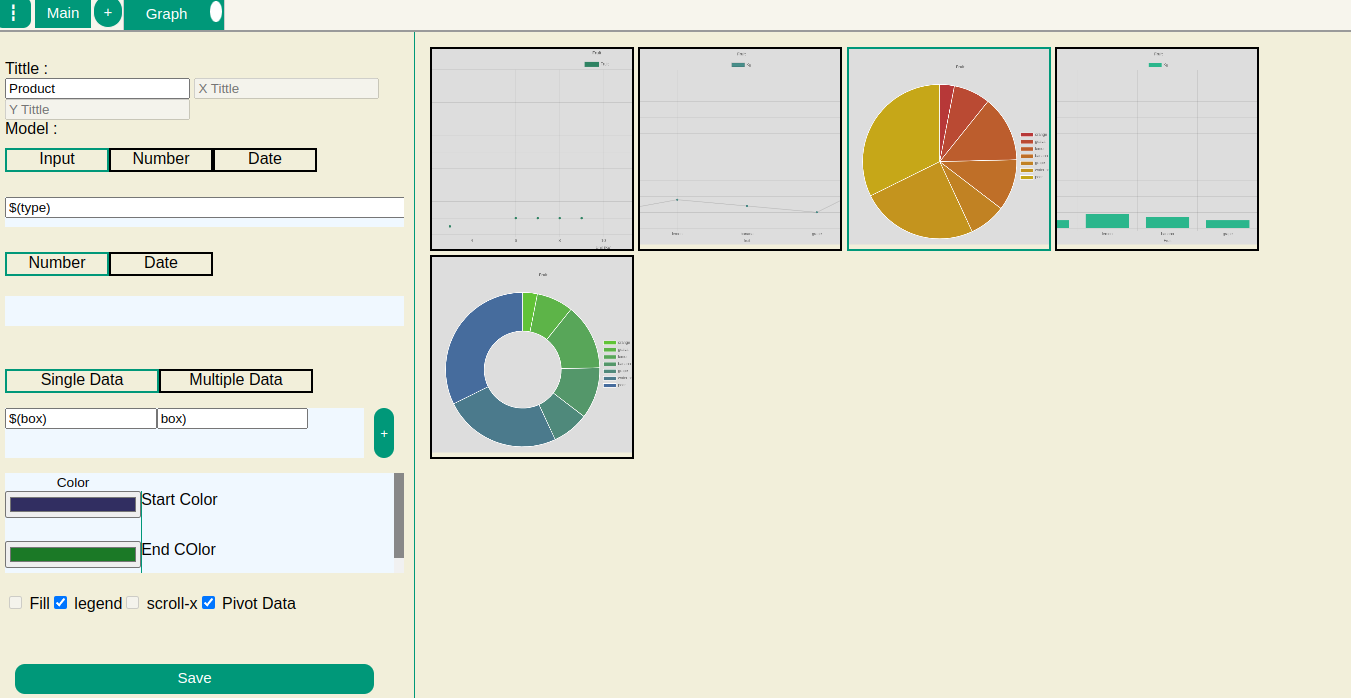 Main + Graph
Tittle :
Product X Tittle
Y Tittle
Model :
Input Number Date
$(type)
Number Date
Single Data Multiple Data
$(box) box) +
Color
Start Color
End COlor
Fill legend scroll-x Pivot Data
Save